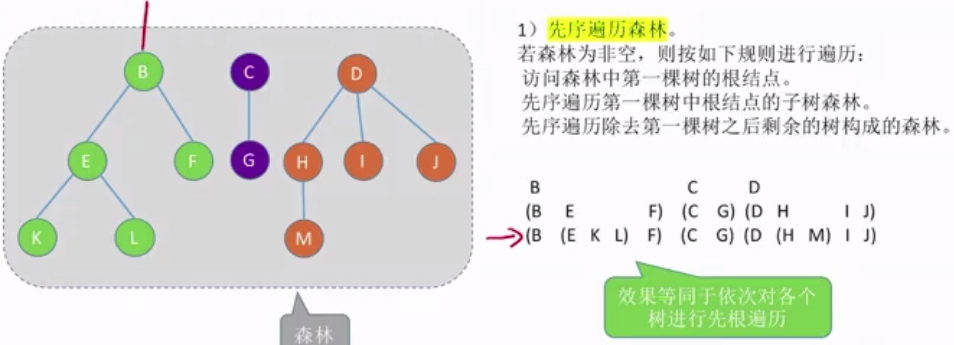 B
C
D
E
F
G
H
I
J
K
L
M
森林
1）先序遍历森林。
若森林为非空，则按如下规则进行遍历：
访问森林中第一棵树的根结点。
先序遍历第一棵树中根结点的子树森林。
先序遍历除去第一棵树之后剩余的树构成的森林。
B C D
(B E F) (C G) (D H I J)
(B (E K L) F) (C G) (D (H M) I J)
效果等同于依次对各个
树进行先根遍历